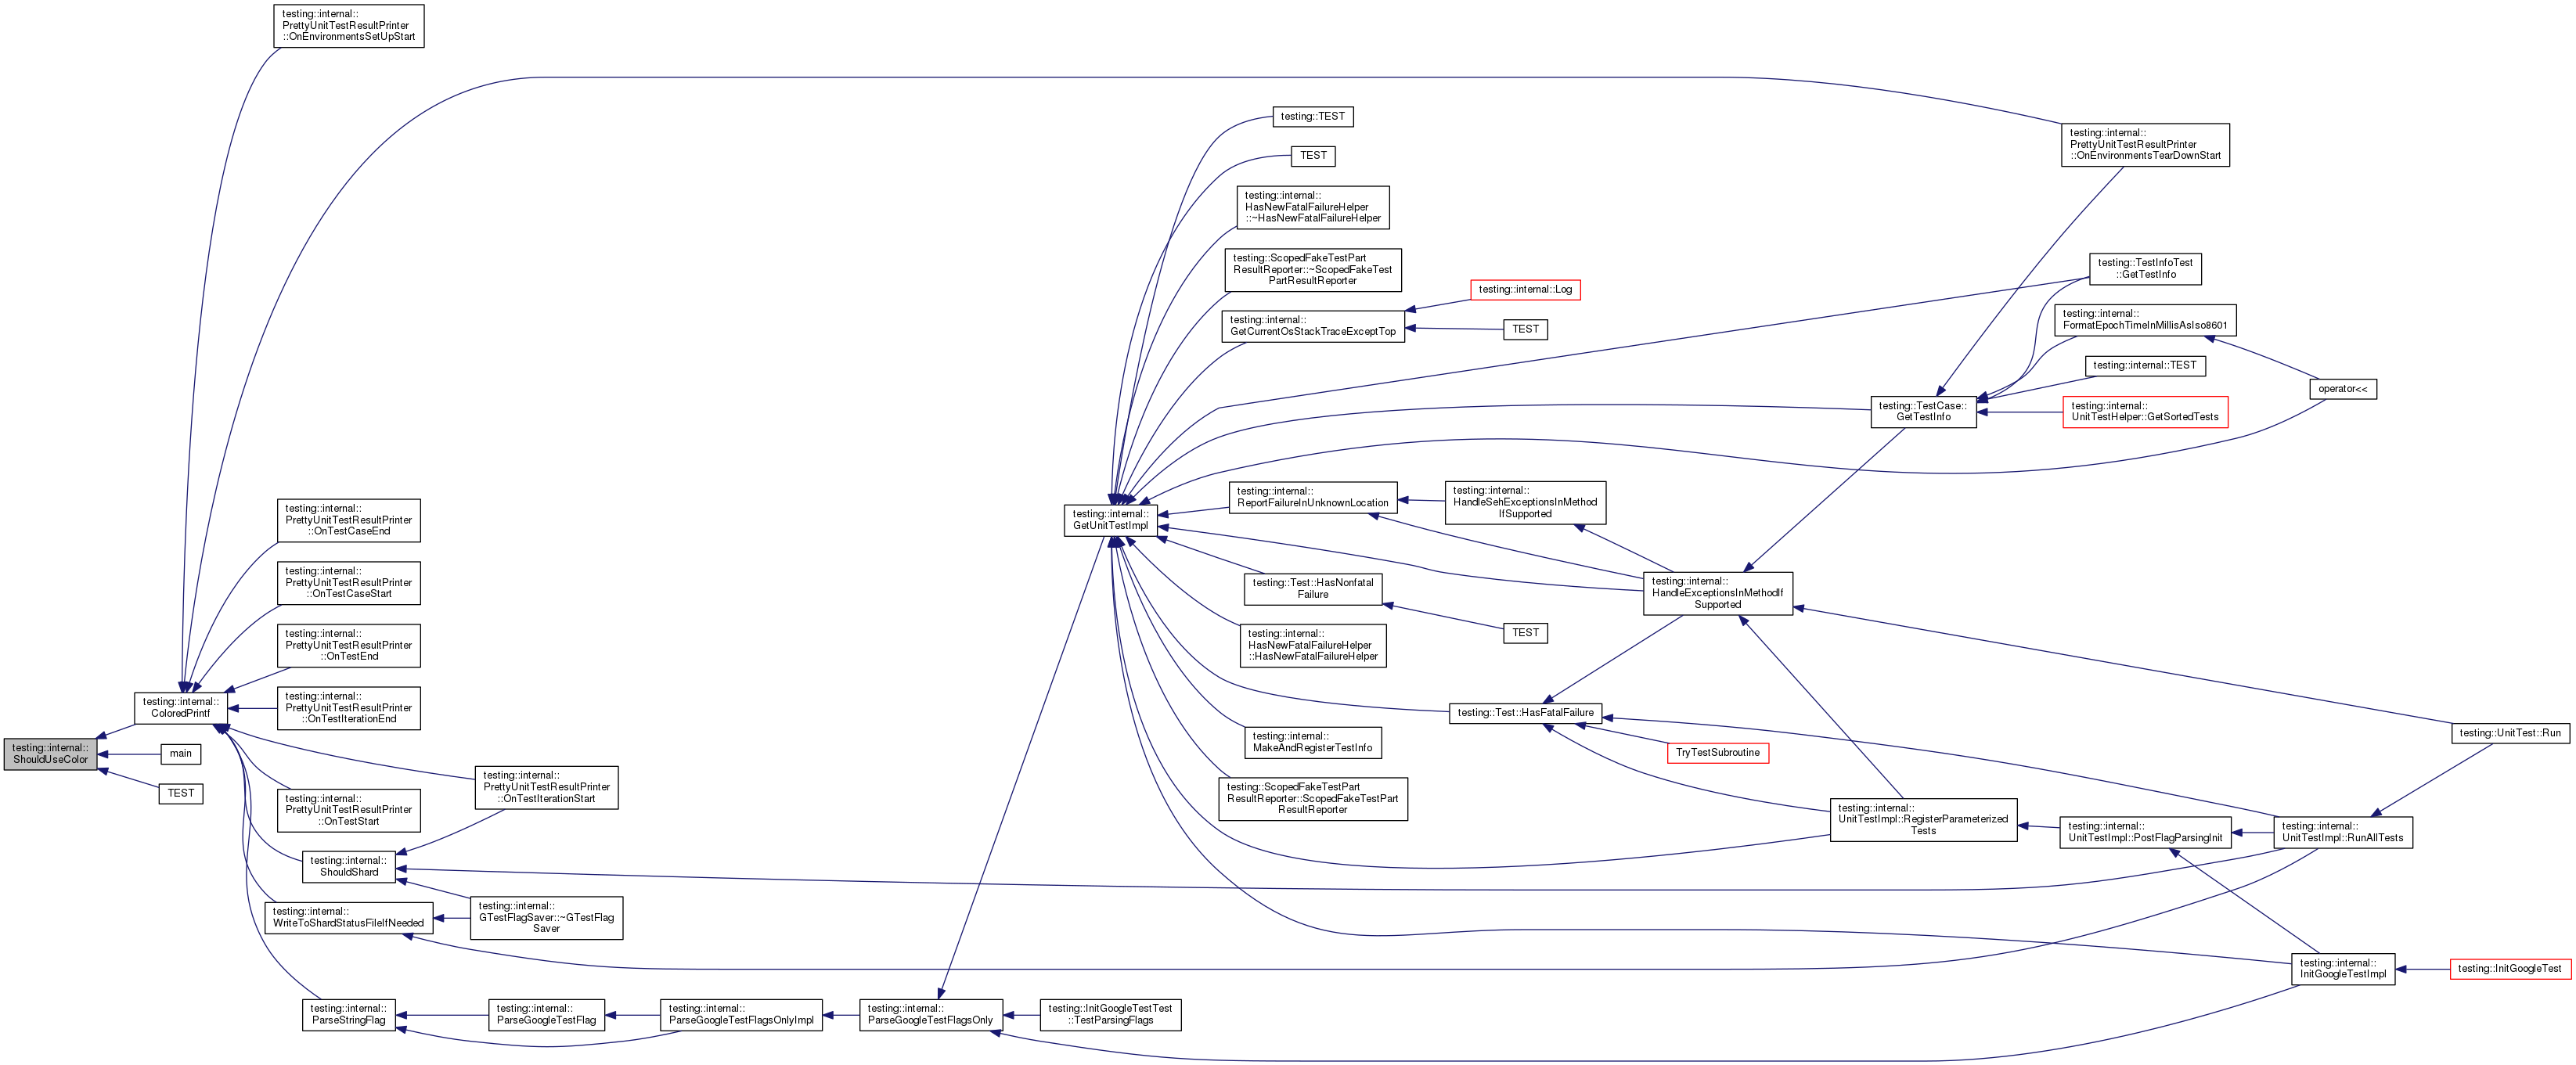 testing::internal::
PrettyUnitTestResultPrinter
::OnEnvironmentsSetUpStart
testing::internal::
PrettyUnitTestResultPrinter
::OnTestCaseEnd
testing::internal::
PrettyUnitTestResultPrinter
::OnTestCaseStart
testing::internal::
PrettyUnitTestResultPrinter
::OnTestEnd
testing::internal::
PrettyUnitTestResultPrinter
::OnTestIterationEnd
testing::internal::
ColoredPrintf
testing::internal::
ShouldUseColor
main
TEST
testing::internal::
PrettyUnitTestResultPrinter
::OnTestStart
testing::internal::
PrettyUnitTestResultPrinter
::OnTestIterationStart
testing::internal::
ShouldShard
testing::internal::
WriteToShardStatusFileIfNeeded
testing::internal::
GTestFlagSaver::~GTestFlag
Saver
testing::internal::
ParseStringFlag
testing::internal::
ParseGoogleTestFlag
testing::internal::
ParseGoogleTestFlagsOnlyImpl
testing::internal::
ParseGoogleTestFlagsOnly
testing::InitGoogleTestTest
::TestParsingFlags
testing::internal::
GetUnitTestImpl
testing::TEST
TEST
testing::internal::
HasNewFatalFailureHelper
::~HasNewFatalFailureHelper
testing::ScopedFakeTestPart
ResultReporter::~ScopedFakeTest
PartResultReporter
testing::internal::
GetCurrentOsStackTraceExceptTop
testing::internal::Log
TEST
testing::internal::
ReportFailureInUnknownLocation
testing::internal::
HandleSehExceptionsInMethod
IfSupported
testing::Test::HasNonfatal
Failure
TEST
testing::internal::
HasNewFatalFailureHelper
::HasNewFatalFailureHelper
testing::Test::HasFatalFailure
testing::internal::
MakeAndRegisterTestInfo
testing::ScopedFakeTestPart
ResultReporter::ScopedFakeTestPart
ResultReporter
testing::internal::
HandleExceptionsInMethodIf
Supported
TryTestSubroutine
testing::internal::
UnitTestImpl::RegisterParameterized
Tests
testing::TestCase::
GetTestInfo
testing::internal::
PrettyUnitTestResultPrinter
::OnEnvironmentsTearDownStart
testing::TestInfoTest
::GetTestInfo
testing::internal::
FormatEpochTimeInMillisAsIso8601
testing::internal::TEST
testing::internal::
UnitTestHelper::GetSortedTests
operator<<
testing::UnitTest::Run
testing::internal::
UnitTestImpl::PostFlagParsingInit
testing::internal::
UnitTestImpl::RunAllTests
testing::internal::
InitGoogleTestImpl
testing::InitGoogleTest